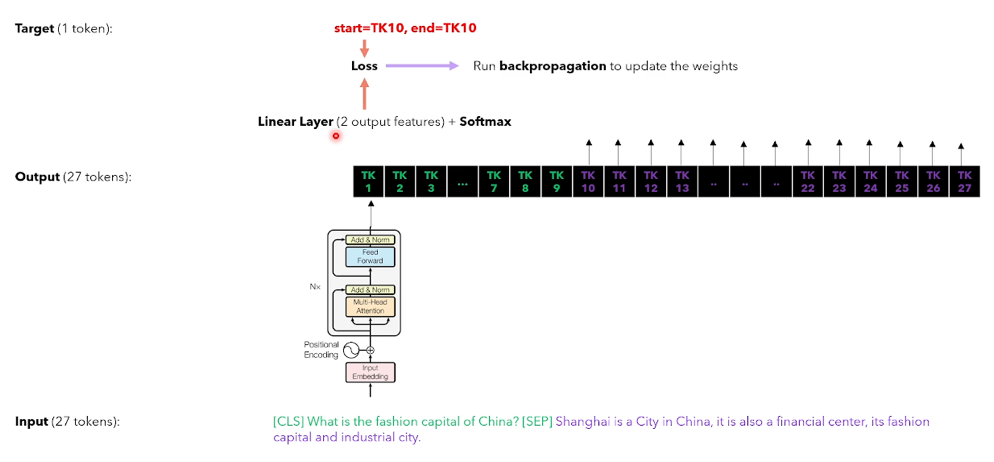 Target (1 token):
start=TK10, end=TK10
Loss
Run backpropagation to update the weights
Linear Layer (2 output features) + Softmax
Output (27 tokens):
TK 1
TK 2
TK 3
...
TK 7
TK 8
TK 9
TK 10
TK 11
TK 12
TK 13
..
..
..
TK 22
TK 23
TK 24
TK 25
TK 26
TK 27
Add & Norm
Feed
Forward
Nx
Add & Norm
Multi-Head
Attention
Positional
Encoding
Input
Embedding
Input (27 tokens):
[CLS] What is the fashion capital of China? [SEP] Shanghai is a City in China, it is also a financial center, its fashion
capital and industrial city.